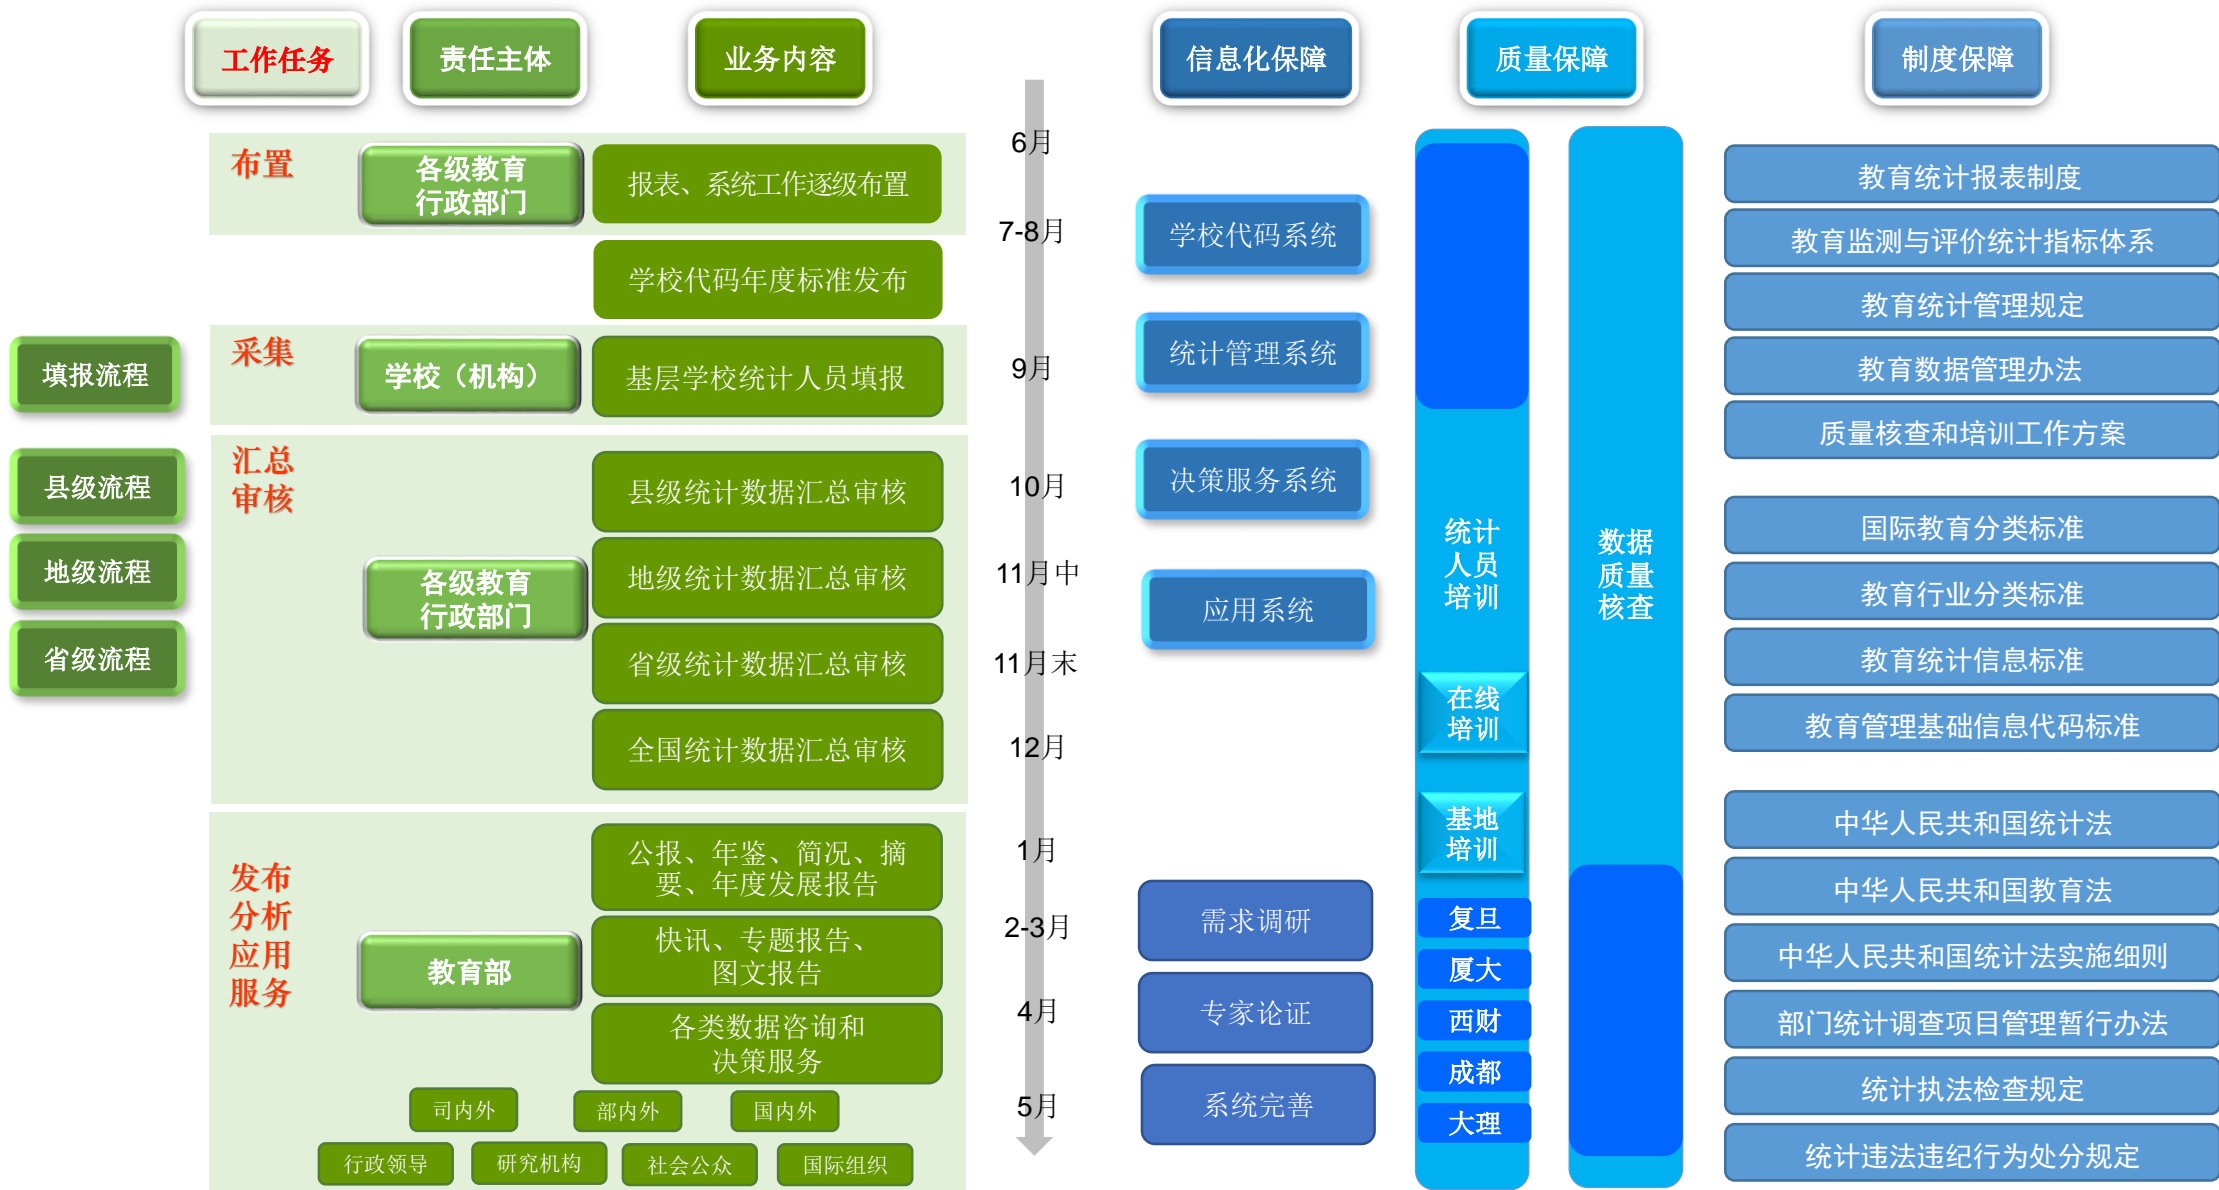 工作任务
责任主体
业务内容
信息化保障
质量保障
制度保障
布置
各级教育
行政部门
报表、系统工作逐级布置
学校代码年度标准发布
填报流程
采集
学校（机构）
基层学校统计人员填报
县级流程
地级流程
省级流程
汇总
审核
各级教育
行政部门
县级统计数据汇总审核
地级统计数据汇总审核
省级统计数据汇总审核
全国统计数据汇总审核
发布
分析
应用
服务
教育部
公报、年鉴、简况、摘
要、年度发展报告
快讯、专题报告、
图文报告
各类数据咨询和
决策服务
司内外
部内外
国内外
行政领导
研究机构
社会公众
国际组织
6月
7-8月
9月
10月
11月中
11月末
12月
1月
2-3月
4月
5月
学校代码系统
统计管理系统
决策服务系统
应用系统
需求调研
专家论证
系统完善
统计
人员
培训
在线
培训
基地
培训
复旦
厦大
西财
成都
大理
数据
质量
核查
教育统计报表制度
教育监测与评价统计指标体系
教育统计管理规定
教育数据管理办法
质量核查和培训工作方案
国际教育分类标准
教育行业分类标准
教育统计信息标准
教育管理基础信息代码标准
中华人民共和国统计法
中华人民共和国教育法
中华人民共和国统计法实施细则
部门统计调查项目管理暂行办法
统计执法检查规定
统计违法违纪行为处分规定